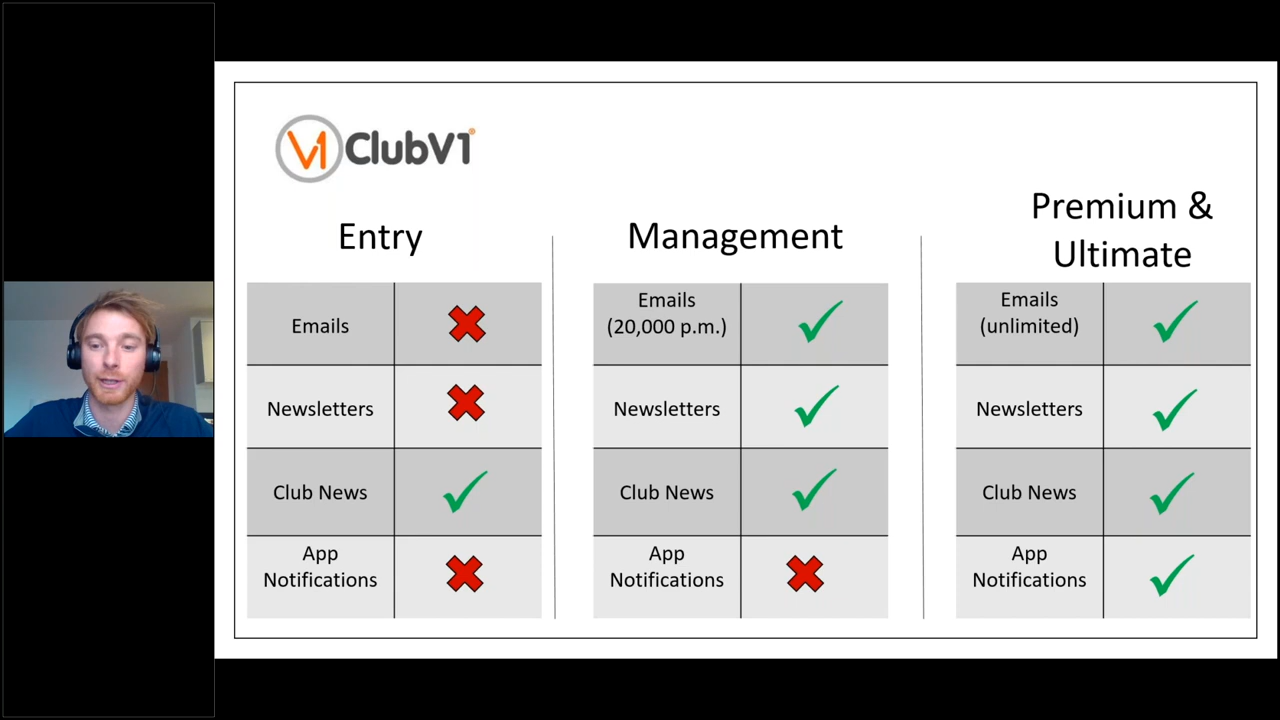 V1 ClubV1®
Entry
Emails
Newsletters
Club News
App
Notifications
Management
Emails
(20,000 p.m.)
Newsletters
Club News
App
Notifications
Premium &
Ultimate
Emails
(unlimited)
Newsletters
Club News
App
Notifications